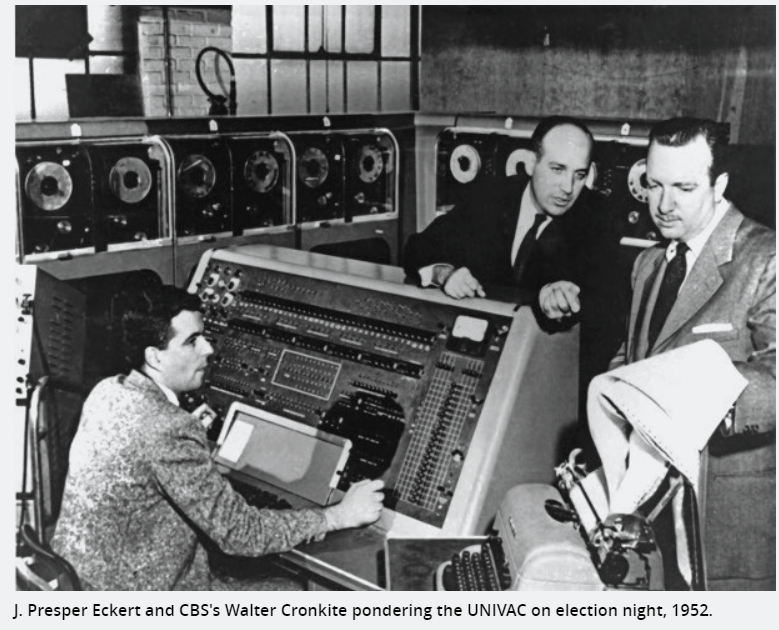 J. Presper Eckert and CBS's Walter Cronkite pondering the UNIVAC on election night, 1952.